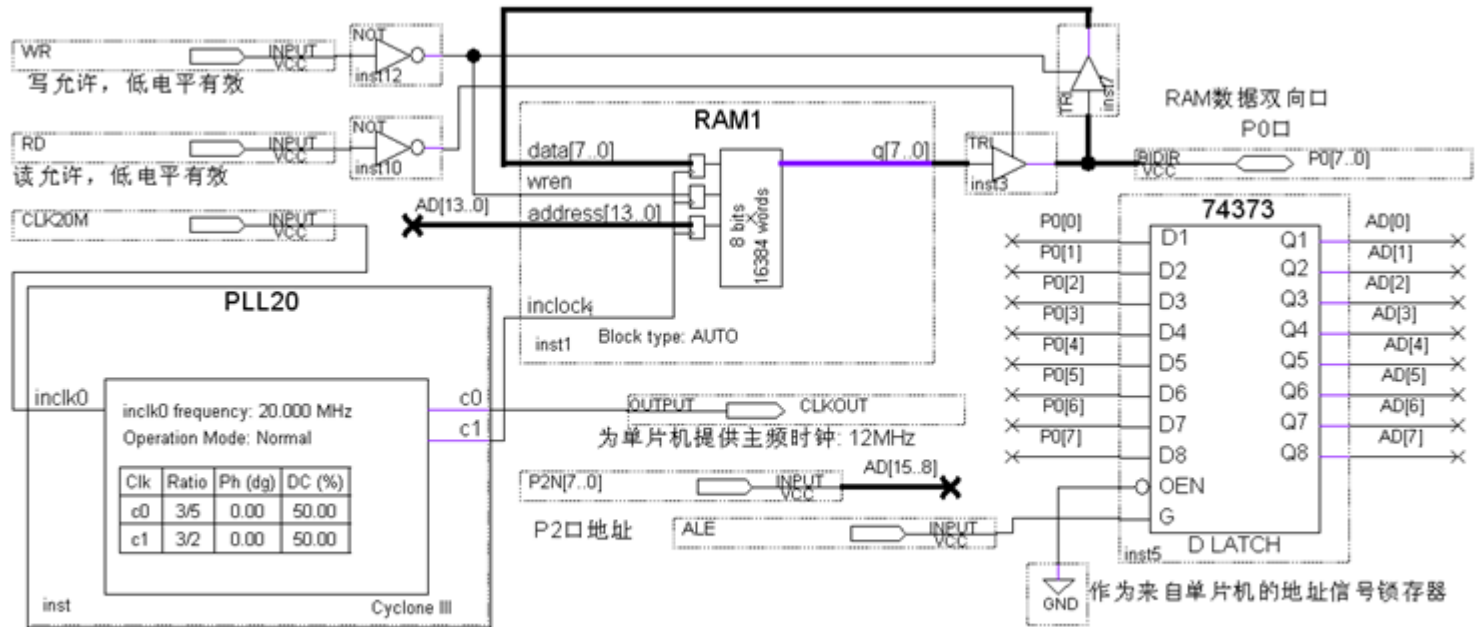 WR INPUT VCC
NOT
inst12
写允许，低电平有效
RD INPUT VCC
NOT
inst10
读允许，低电平有效
CLK20M INPUT VCC
RAM1
data[7..0]
q[7..0]
wren
AD[13..0]
address[13..0]
8 bits
×
16384 words
inclock
inst1
Block type: AUTO
TRI
inst3
TRI
inst7
RAM数据双向口
P0口
BIDIR VCC P0[7..0]
PLL20
inclk0
c0
c1
inclk0 frequency: 20.000 MHz
Operation Mode: Normal
Clk Ratio Ph (dg) DC (%)
c0 3/5 0.00 50.00
c1 3/2 0.00 50.00
inst
Cyclone III
OUTPUT CLKOUT
为单片机提供主频时钟: 12MHz
P2N[7..0] INPUT VCC
AD[15..8]
P2口地址
ALE INPUT VCC
74373
P0[0] D1 Q1 AD[0]
P0[1] D2 Q2 AD[1]
P0[2] D3 Q3 AD[2]
P0[3] D4 Q4 AD[3]
P0[4] D5 Q5 AD[4]
P0[5] D6 Q6 AD[5]
P0[6] D7 Q7 AD[6]
P0[7] D8 Q8 AD[7]
OEN
G
inst5
D LATCH
GND
作为来自单片机的地址信号锁存器